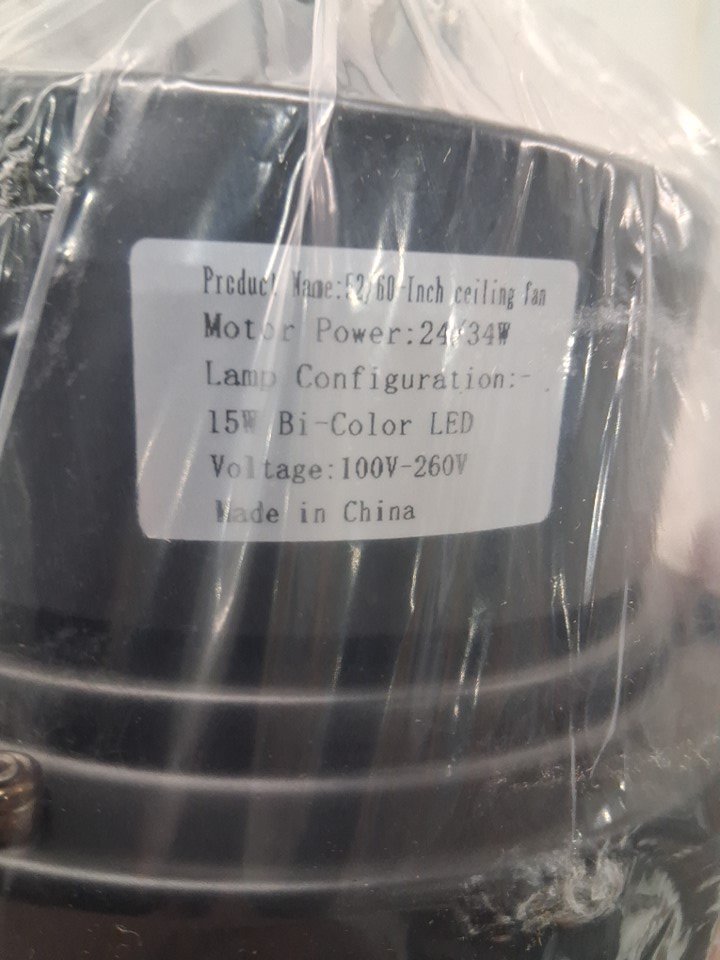 Product Name:52/60-Inch ceiling fan
Motor Power:24/34W
Lamp Configuration:-
15W Bi-Color LED
Voltage:100V-260V
Made in China